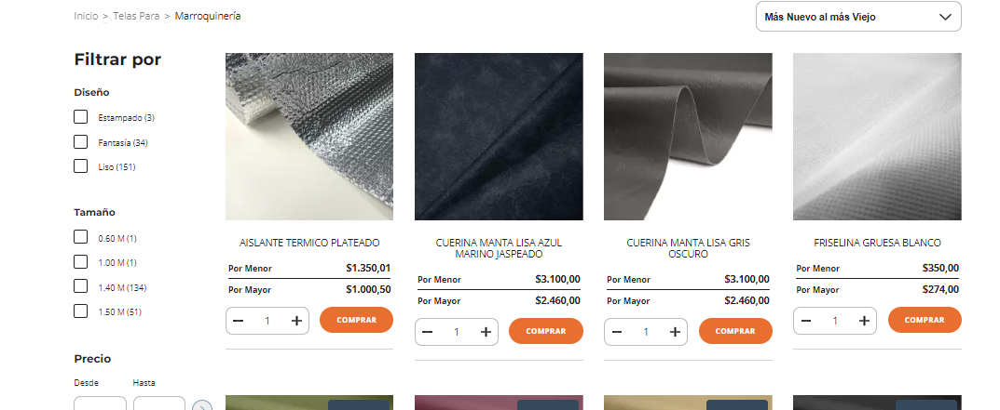 Inicio > Telas Para > Marroquinería
Más Nuevo al más Viejo
Filtrar por
Diseño
Estampado (3)
Fantasía (34)
Liso (151)
Tamaño
0.60 M (1)
1.00 M (1)
1.40 M (134)
1.50 M (51)
Precio
Desde Hasta
AISLANTE TERMICO PLATEADO
Por Menor $1.350,01
Por Mayor $1.000,50
1 COMPRAR
CUERINA MANTA LISA AZUL
MARINO JASPEADO
Por Menor $3.100,00
Por Mayor $2.460,00
1 COMPRAR
CUERINA MANTA LISA GRIS
OSCURO
Por Menor $3.100,00
Por Mayor $2.460,00
1 COMPRAR
FRISELINA GRUESA BLANCO
Por Menor $350,00
Por Mayor $274,00
1 COMPRAR